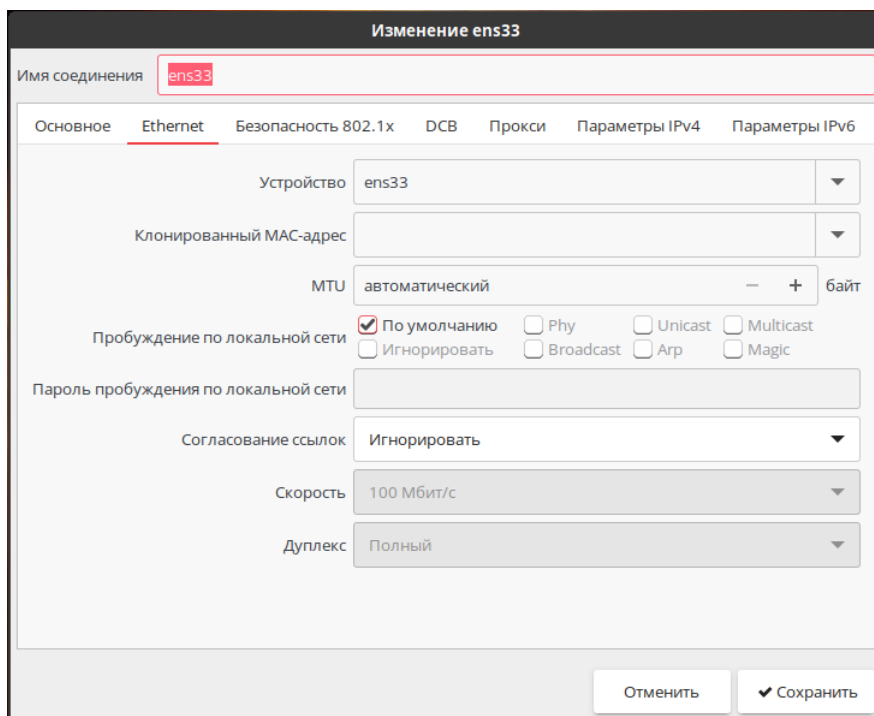 Изменение ens33
Имя соединения ens33
Основное Ethernet Безопасность 802.1x DCB Прокси Параметры IPv4 Параметры IPv6
Устройство ens33
Клонированный MAC-адрес
MTU автоматический − + байт
Пробуждение по локальной сети По умолчанию Phy Unicast Multicast
Игнорировать Broadcast Arp Magic
Пароль пробуждения по локальной сети
Согласование ссылок Игнорировать
Скорость 100 Мбит/с
Дуплекс Полный
Отменить Сохранить